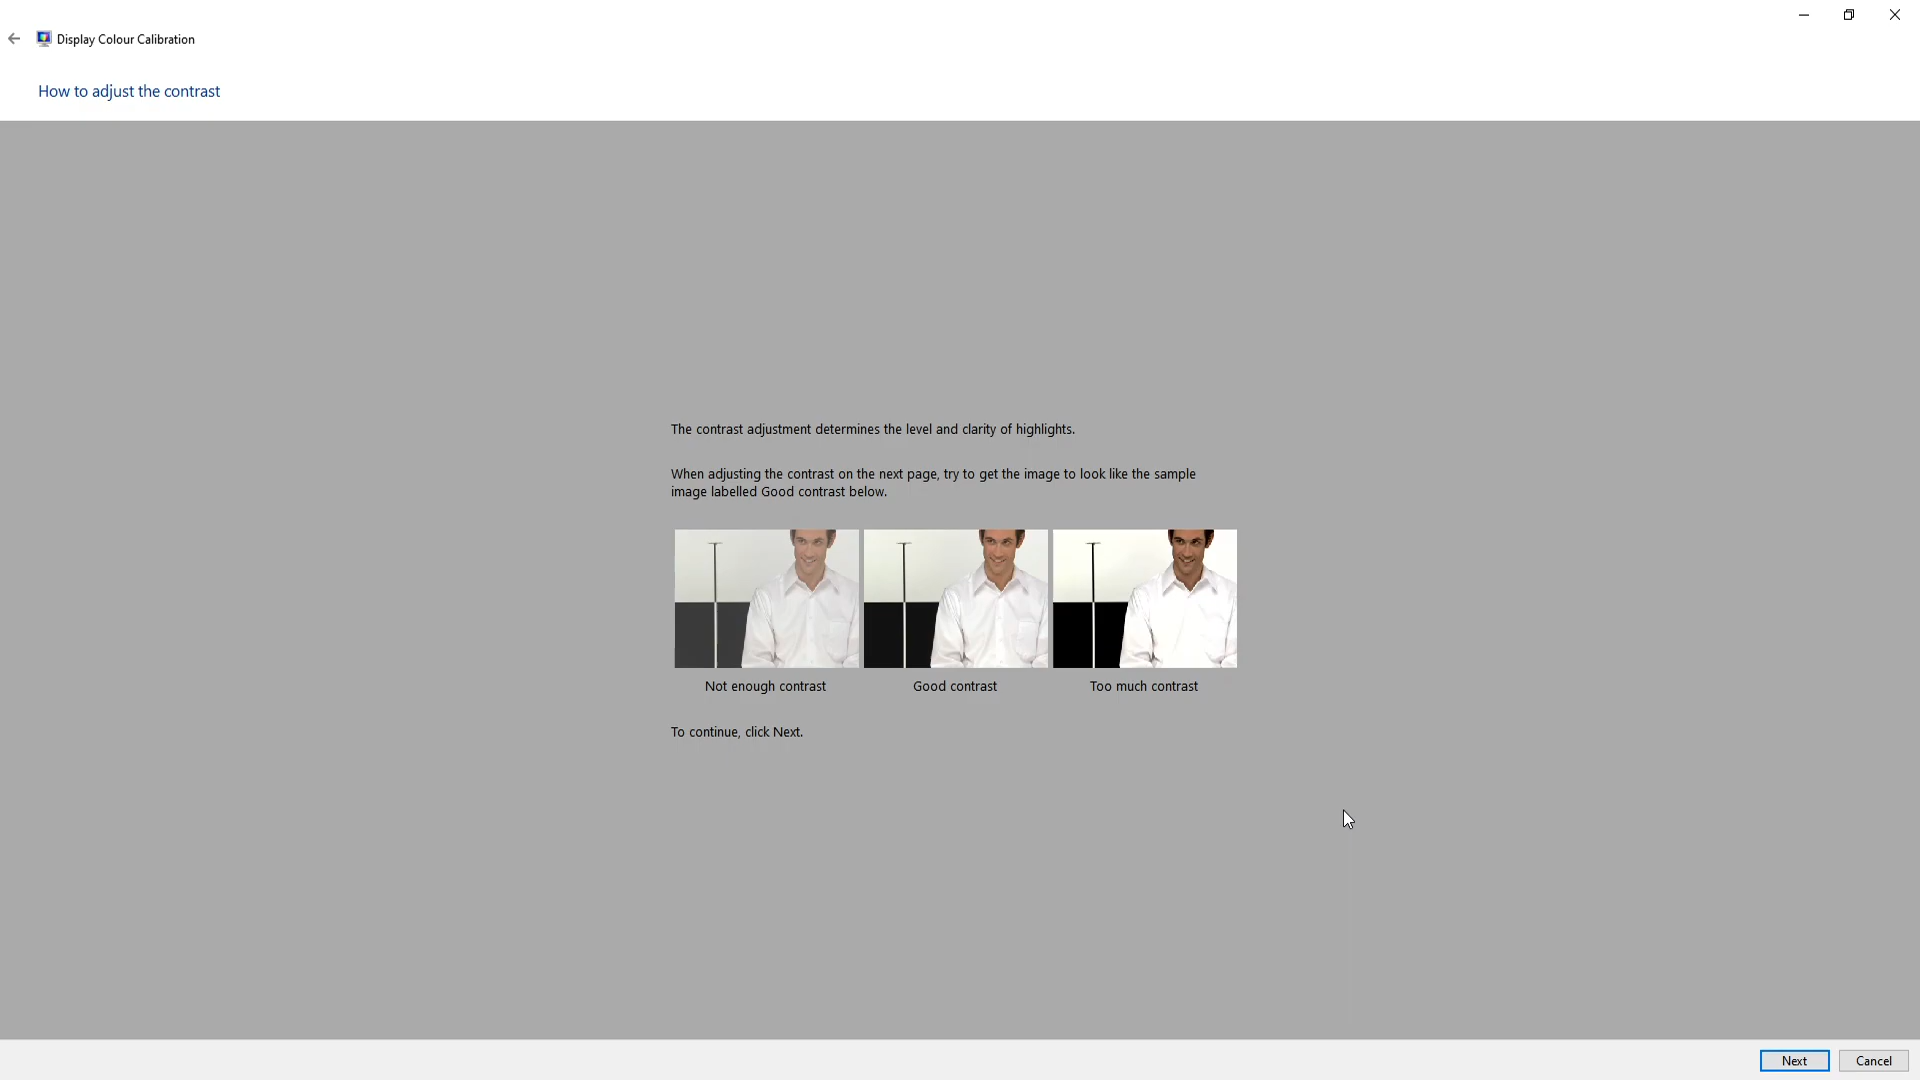 Display Colour Calibration
How to adjust the contrast
The contrast adjustment determines the level and clarity of highlights.
When adjusting the contrast on the next page, try to get the image to look like the sample
image labelled Good contrast below.
Not enough contrast
Good contrast
Too much contrast
To continue, click Next.
Next
Cancel